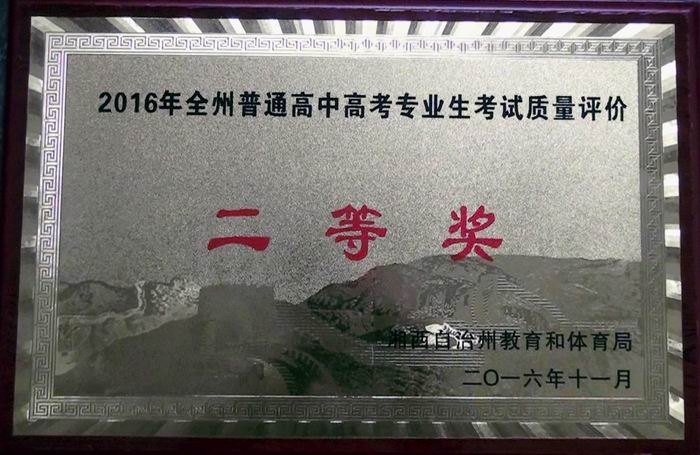 2016年全州普通高中高考专业生考试质量评价
二等奖
湘西自治州教育和体育局
二〇一六年十一月